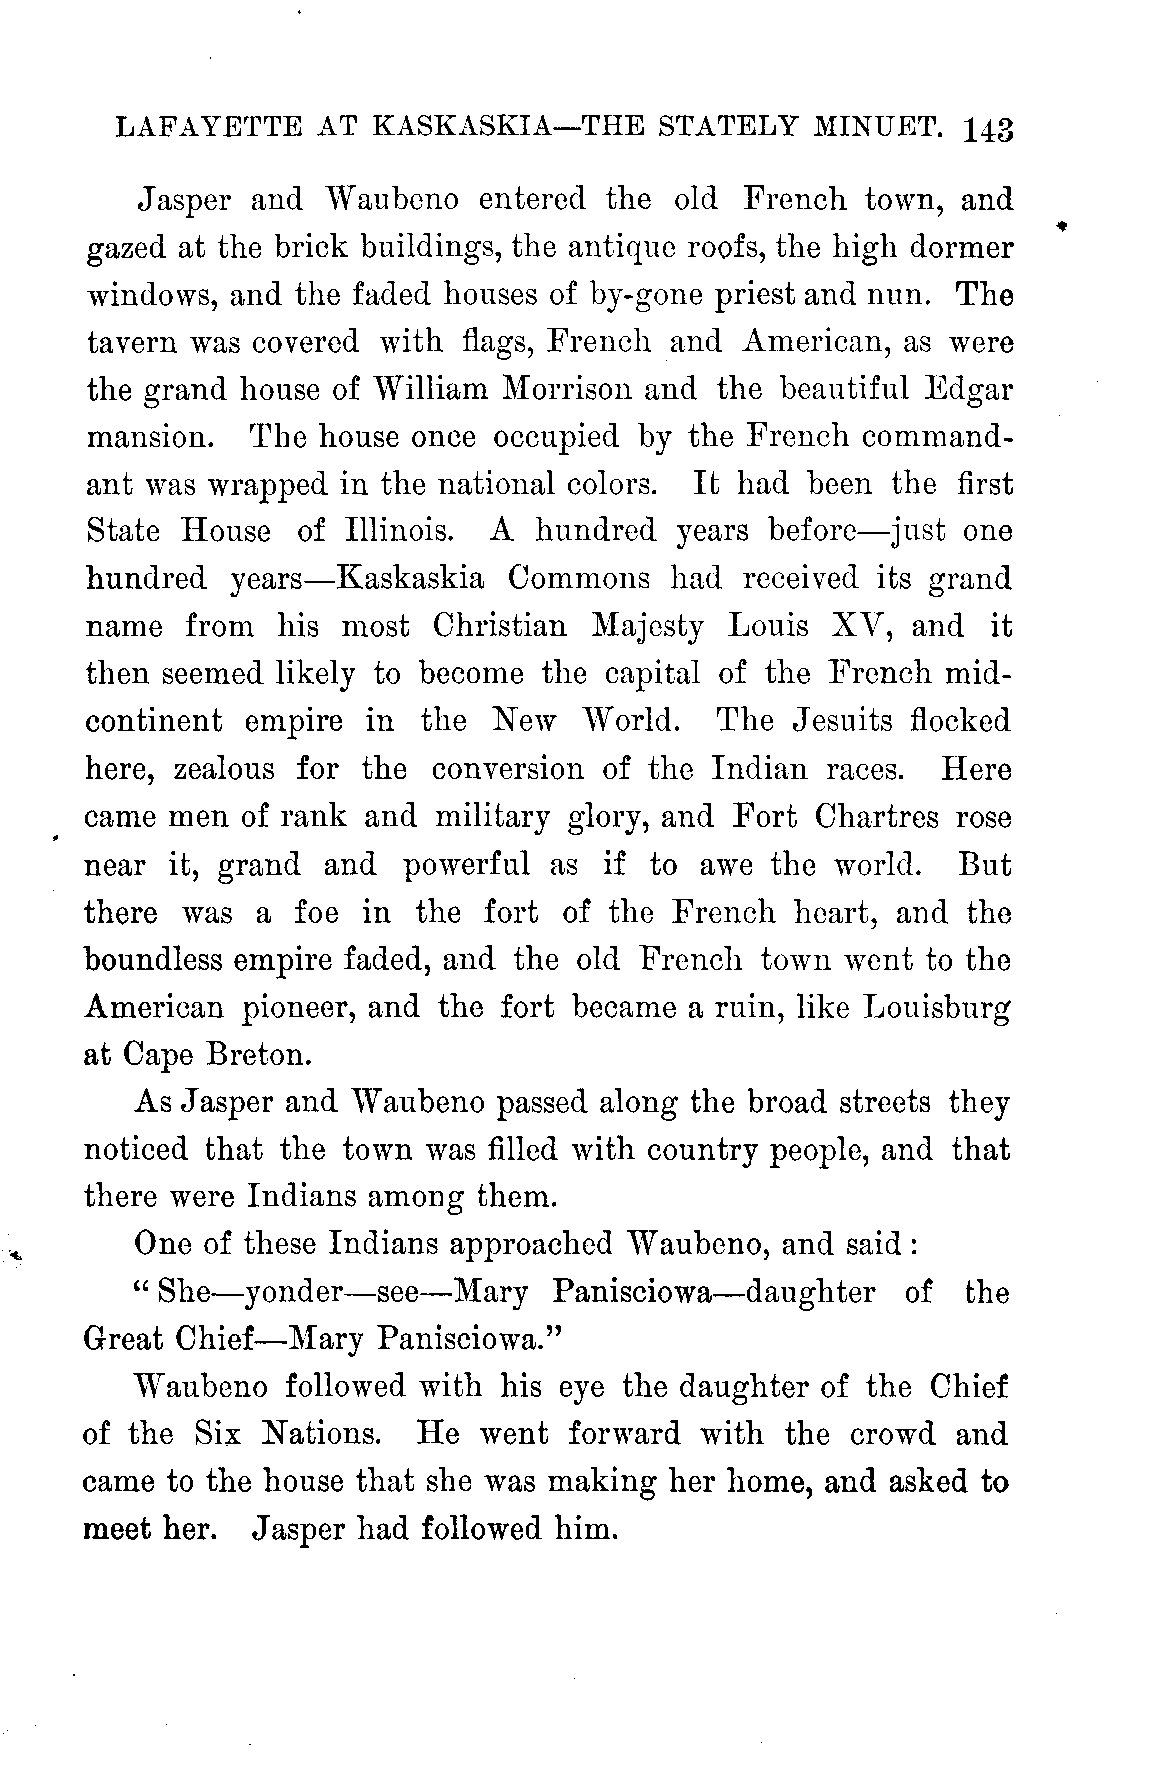 LAFAYETTE AT KASKASKIA—THE STATELY MINUET. 143
Jasper and Waubeno entered the old French town, and
gazed at the brick buildings, the antique roofs, the high dormer
windows, and the faded houses of by-gone priest and nun. The
tavern was covered with flags, French and American, as were
the grand house of William Morrison and the beautiful Edgar
mansion. The house once occupied by the French command-
ant was wrapped in the national colors. It had been the first
State House of Illinois. A hundred years before—just one
hundred years—Kaskaskia Commons had received its grand
name from his most Christian Majesty Louis XV, and it
then seemed likely to become the capital of the French mid-
continent empire in the New World. The Jesuits flocked
here, zealous for the conversion of the Indian races. Here
came men of rank and military glory, and Fort Chartres rose
near it, grand and powerful as if to awe the world. But
there was a foe in the fort of the French heart, and the
boundless empire faded, and the old French town went to the
American pioneer, and the fort became a ruin, like Louisburg
at Cape Breton.
As Jasper and Waubeno passed along the broad streets they
noticed that the town was filled with country people, and that
there were Indians among them.
One of these Indians approached Waubeno, and said :
“ She—yonder—see—Mary Panisciowa—daughter of the
Great Chief—Mary Panisciowa.”
Waubeno followed with his eye the daughter of the Chief
of the Six Nations. He went forward with the crowd and
came to the house that she was making her home, and asked to
meet her. Jasper had followed him.